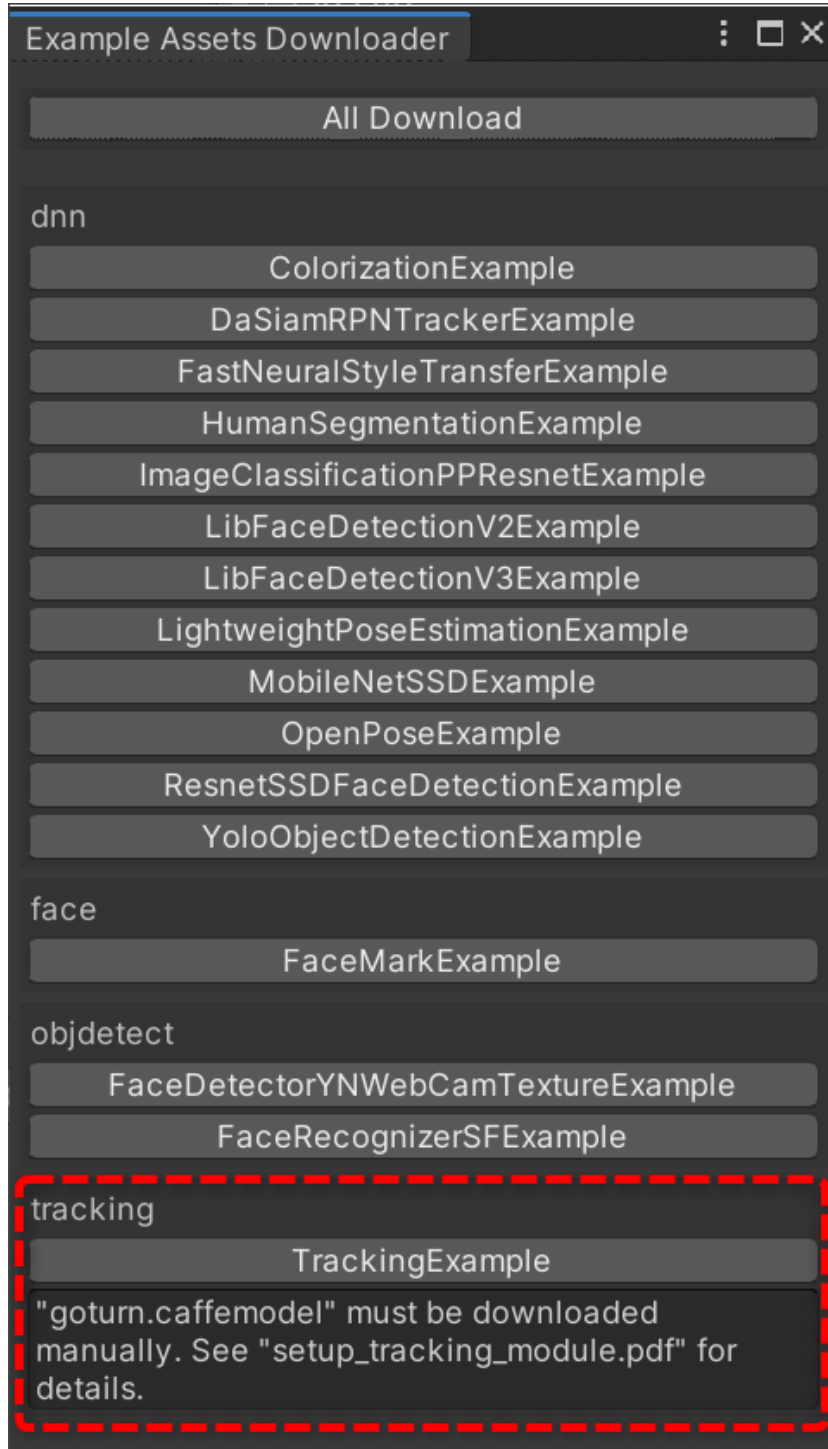 Example Assets Downloader
All Download
dnn
ColorizationExample
DaSiamRPNTrackerExample
FastNeuralStyleTransferExample
HumanSegmentationExample
ImageClassificationPPResnetExample
LibFaceDetectionV2Example
LibFaceDetectionV3Example
LightweightPoseEstimationExample
MobileNetSSDExample
OpenPoseExample
ResnetSSDFaceDetectionExample
YoloObjectDetectionExample
face
FaceMarkExample
objdetect
FaceDetectorYNWebCamTextureExample
FaceRecognizerSFExample
tracking
TrackingExample
"goturn.caffemodel" must be downloaded
manually. See "setup_tracking_module.pdf" for
details.